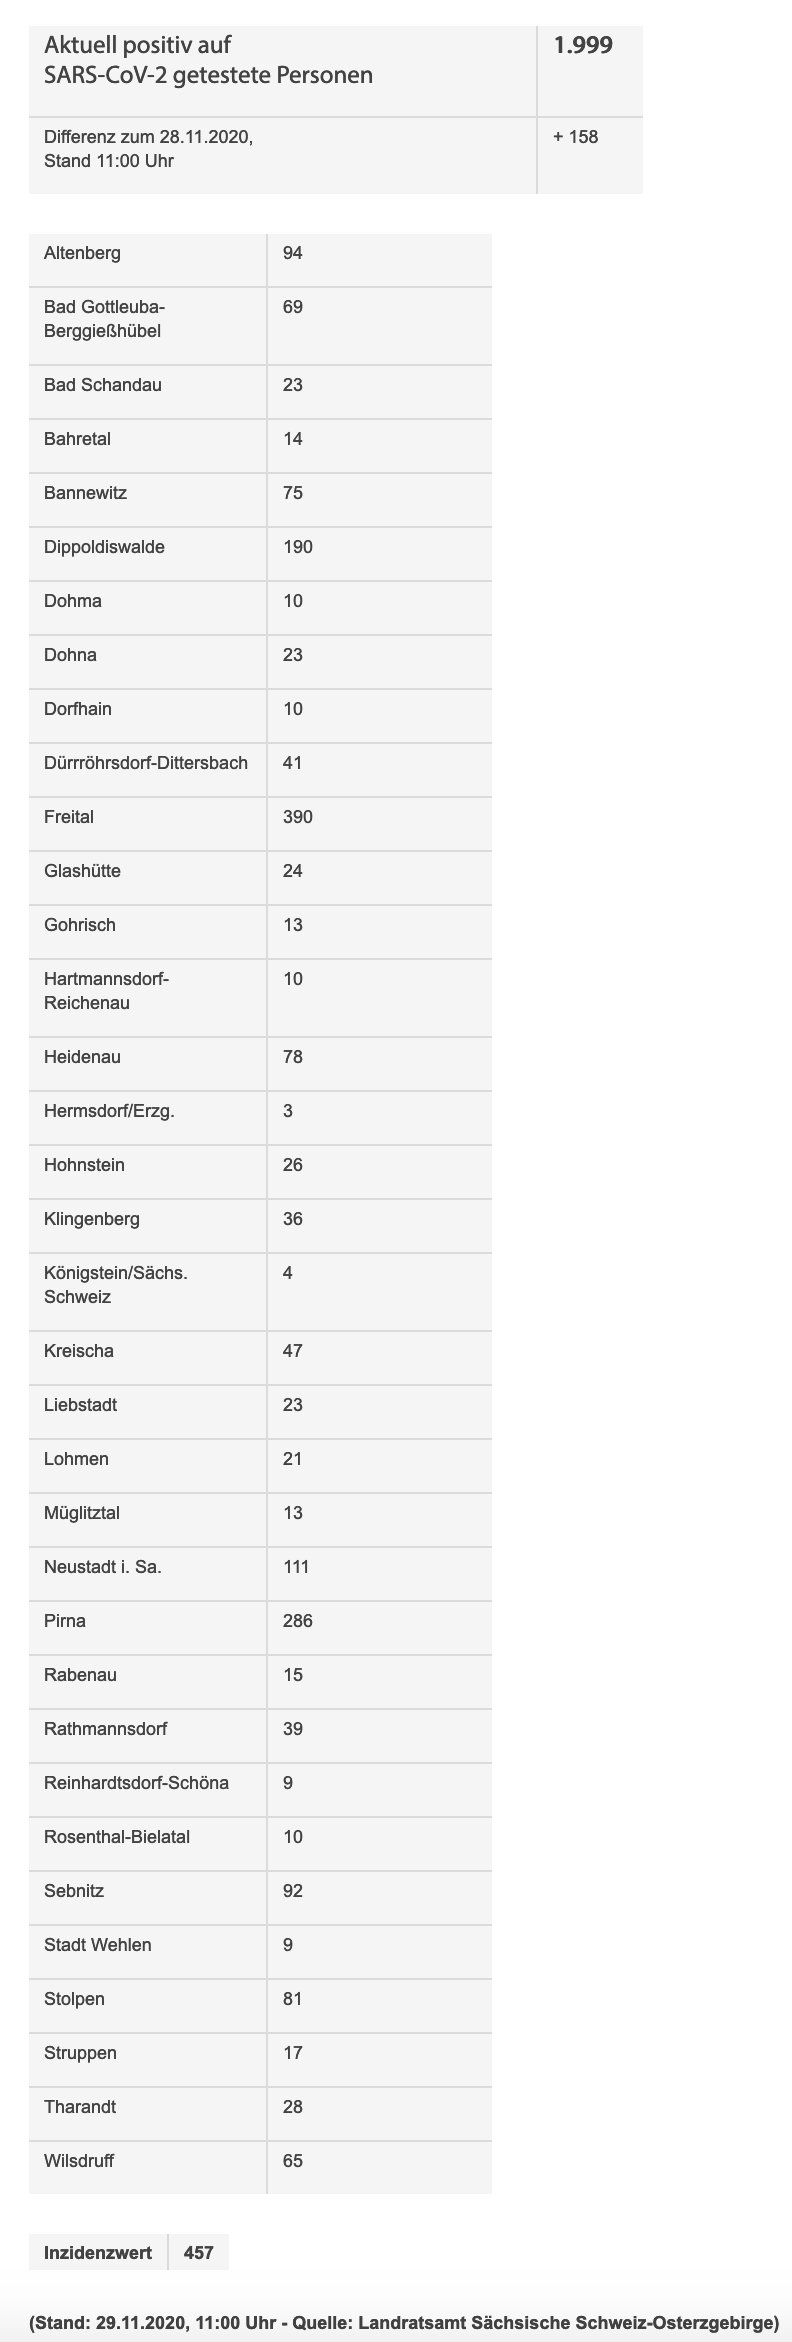 Aktuell positiv auf
SARS-CoV-2 getestete Personen
1.999
Differenz zum 28.11.2020,
Stand 11:00 Uhr
+ 158
Altenberg 94
Bad Gottleuba- 69
Berggießhübel
Bad Schandau 23
Bahretal 14
Bannewitz 75
Dippoldiswalde 190
Dohma 10
Dohna 23
Dorfhain 10
Dürrröhrsdorf-Dittersbach 41
Freital 390
Glashütte 24
Gohrisch 13
Hartmannsdorf- 10
Reichenau
Heidenau 78
Hermsdorf/Erzg. 3
Hohnstein 26
Klingenberg 36
Königstein/Sächs. 4
Schweiz
Kreischa 47
Liebstadt 23
Lohmen 21
Müglitztal 13
Neustadt i. Sa. 111
Pirna 286
Rabenau 15
Rathmannsdorf 39
Reinhardtsdorf-Schöna 9
Rosenthal-Bielatal 10
Sebnitz 92
Stadt Wehlen 9
Stolpen 81
Struppen 17
Tharandt 28
Wilsdruff 65
Inzidenzwert 457
(Stand: 29.11.2020, 11:00 Uhr - Quelle: Landratsamt Sächsische Schweiz-Osterzgebirge)